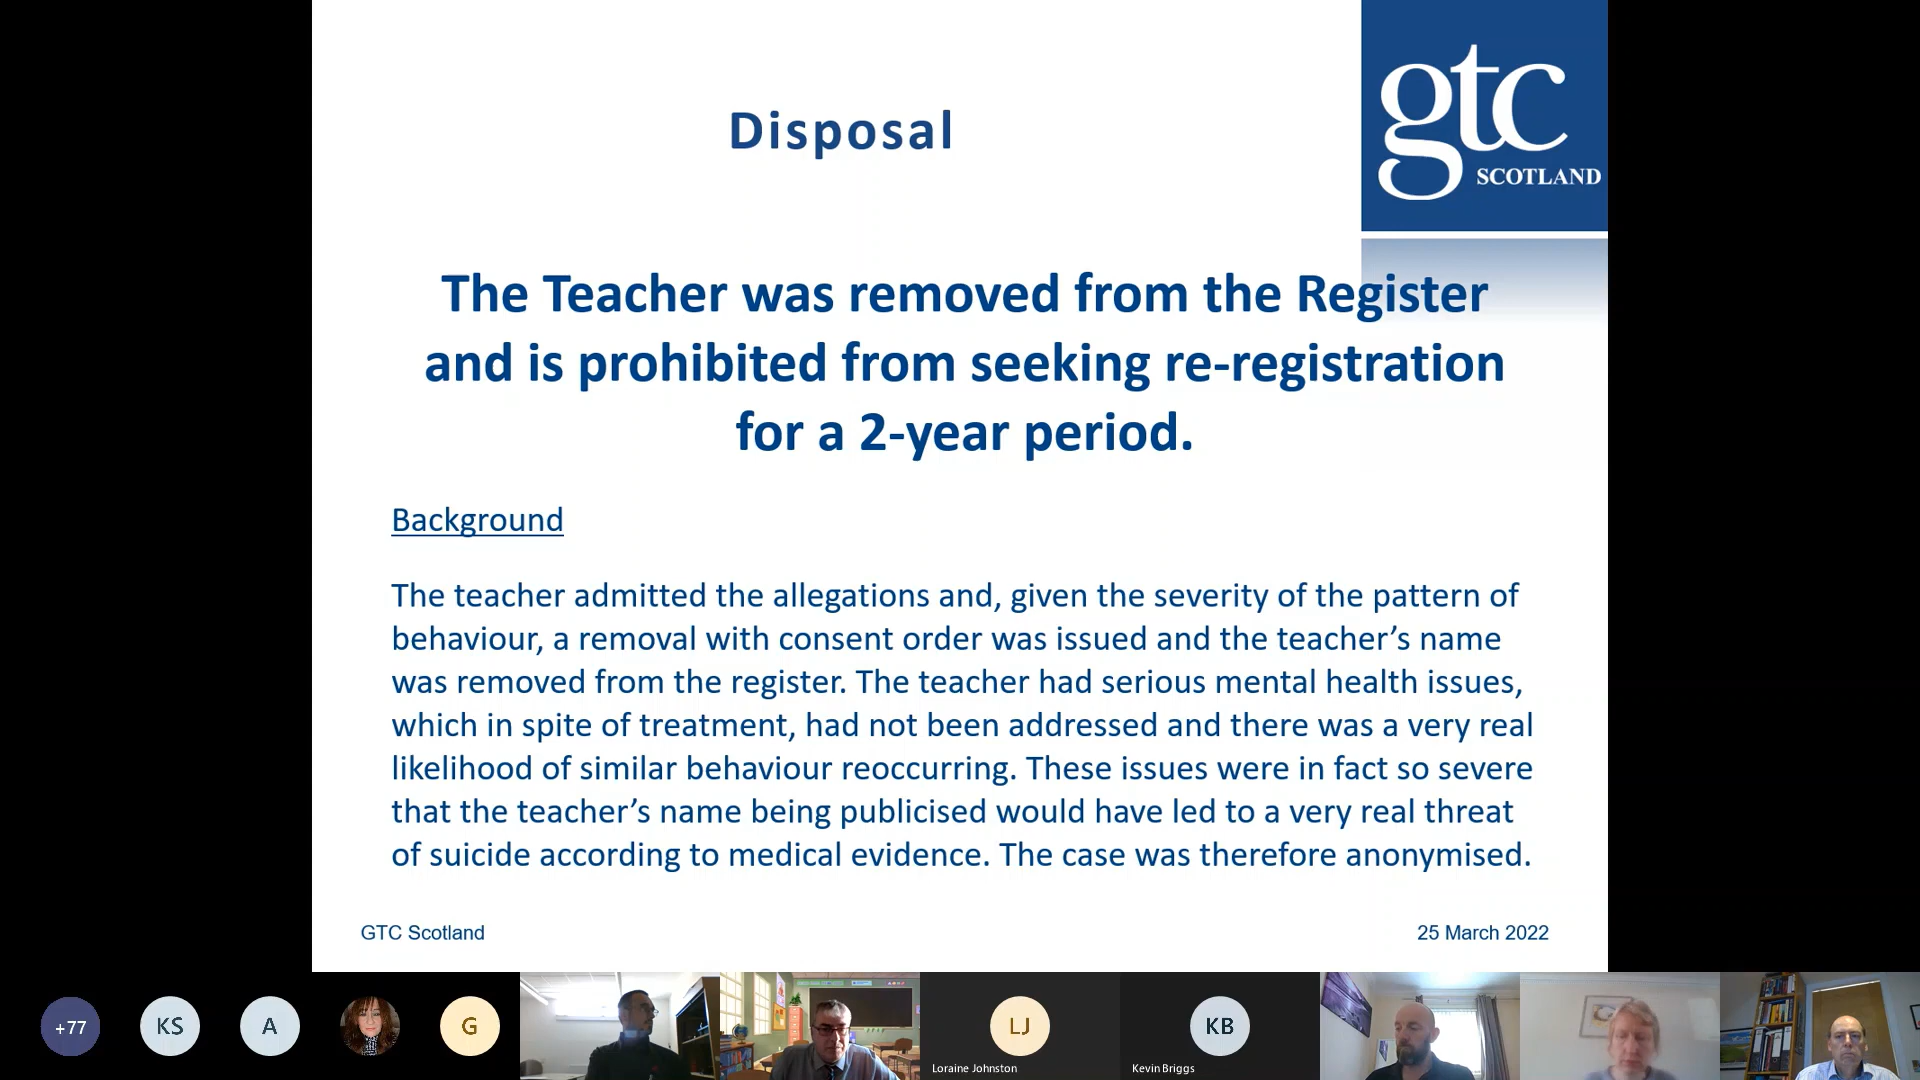 Disposal
gtc
SCOTLAND
The Teacher was removed from the Register
and is prohibited from seeking re-registration
for a 2-year period.
Background
The teacher admitted the allegations and, given the severity of the pattern of
behaviour, a removal with consent order was issued and the teacher’s name
was removed from the register. The teacher had serious mental health issues,
which in spite of treatment, had not been addressed and there was a very real
likelihood of similar behaviour reoccurring. These issues were in fact so severe
that the teacher’s name being publicised would have led to a very real threat
of suicide according to medical evidence. The case was therefore anonymised.
GTC Scotland
25 March 2022
+77
KS
A
G
LJ
Loraine Johnston
KB
Kevin Briggs